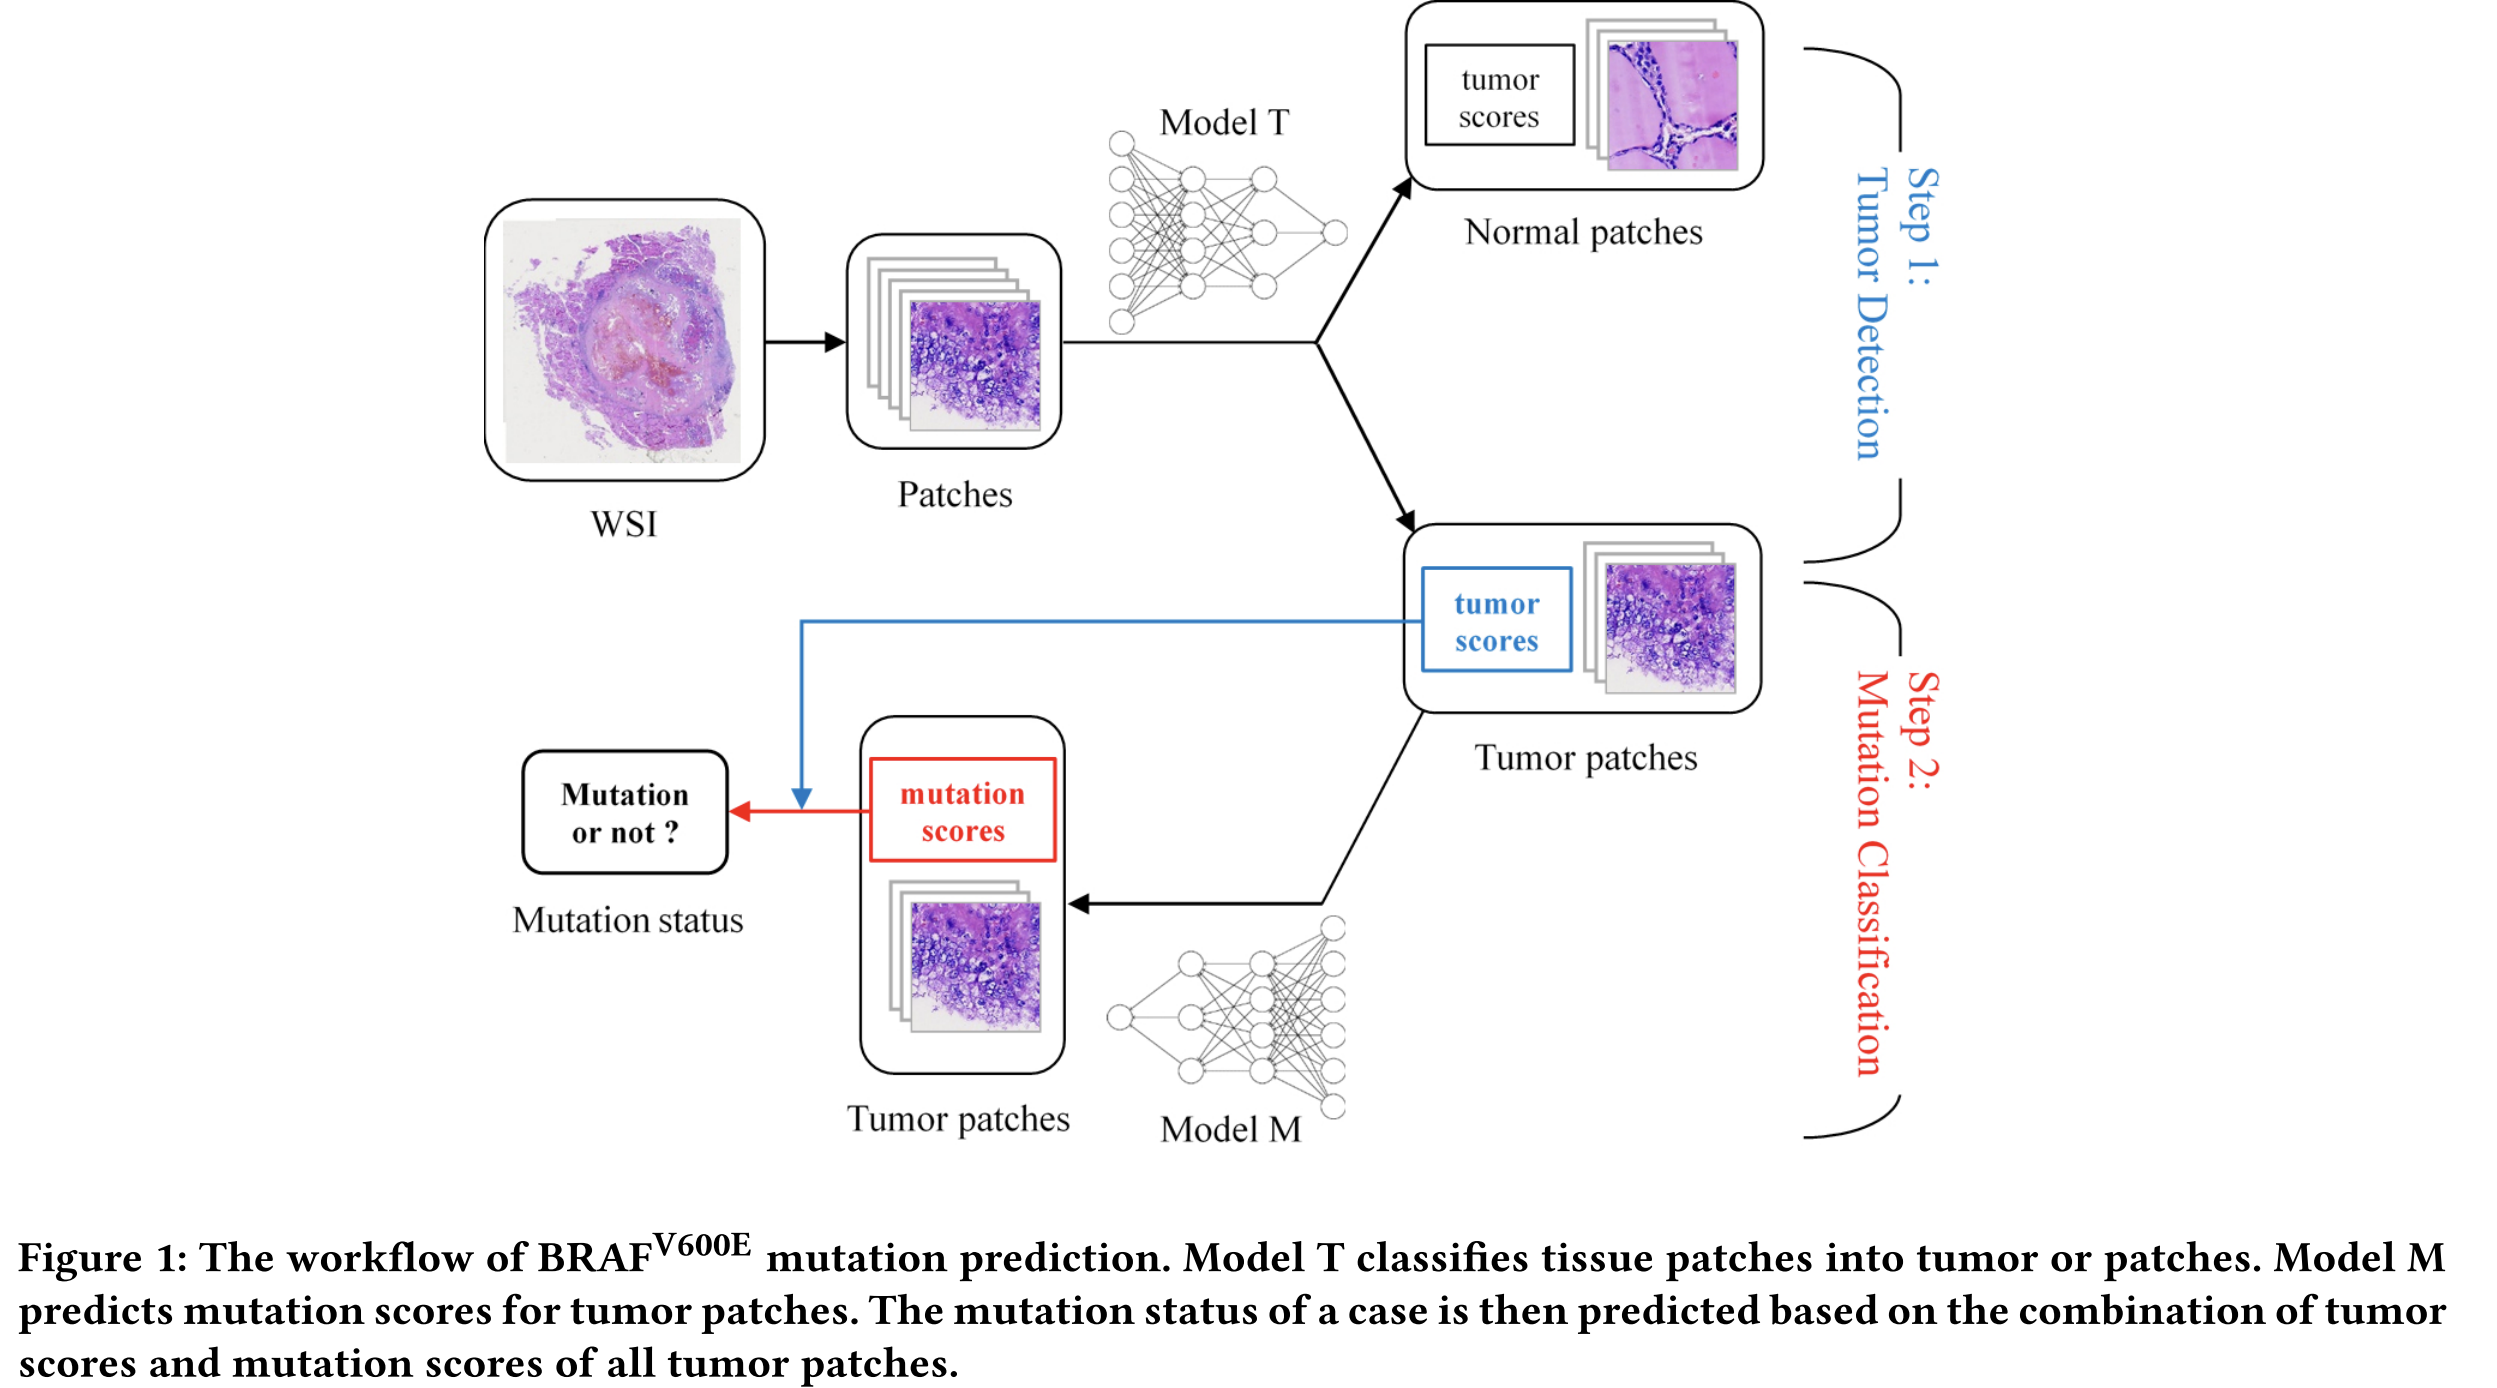 Model T
tumor
scores
Normal patches
Step 1:
Tumor Detection
WSI
Patches
tumor
scores
Tumor patches
Step 2:
Mutation Classification
mutation
scores
Tumor patches
Model M
Mutation
or not ?
Mutation status
Figure 1: The workflow of BRAFV600E mutation prediction. Model T classifies tissue patches into tumor or patches. Model M
predicts mutation scores for tumor patches. The mutation status of a case is then predicted based on the combination of tumor
scores and mutation scores of all tumor patches.